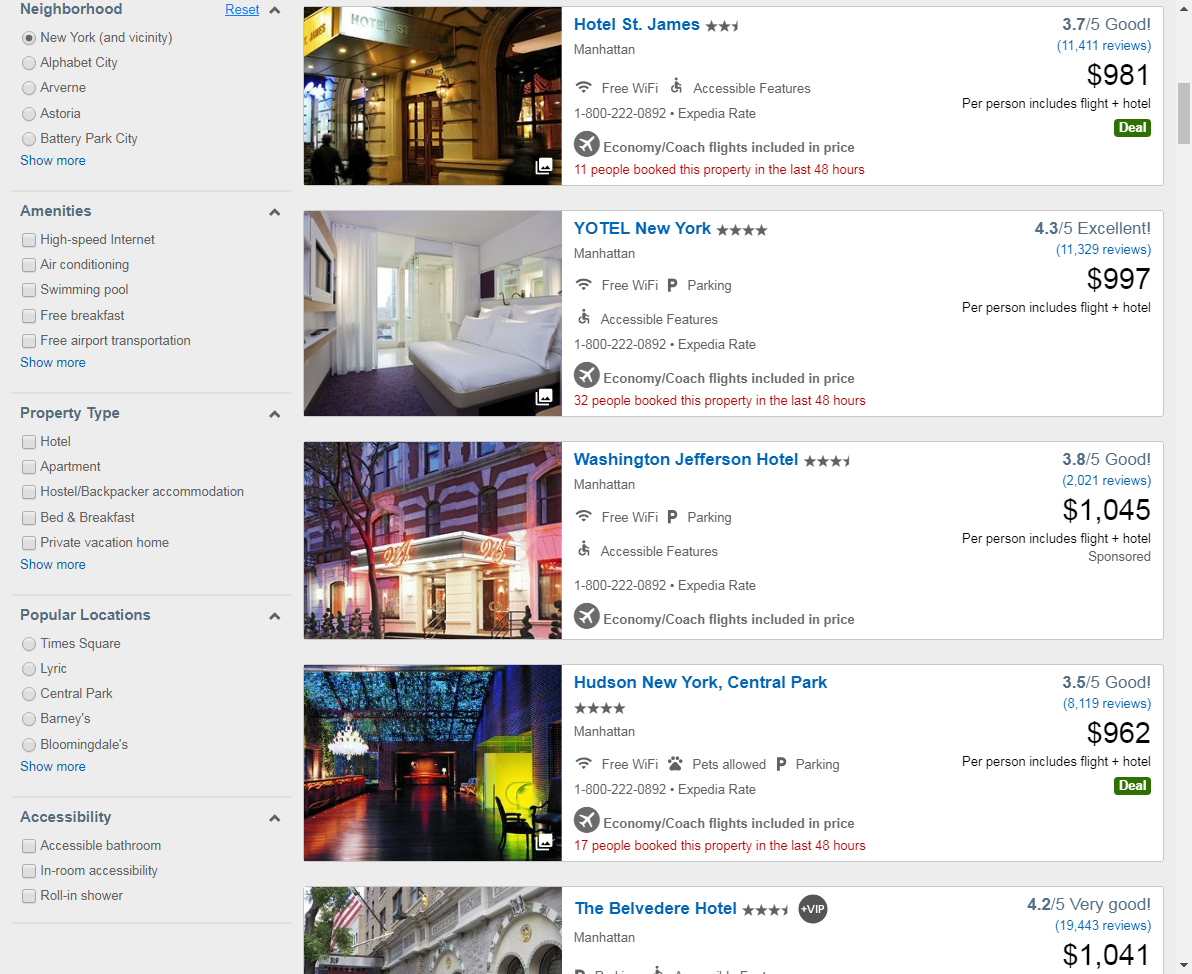 Neighborhood Reset
New York (and vicinity)
Alphabet City
Arverne
Astoria
Battery Park City
Show more
Amenities
High-speed Internet
Air conditioning
Swimming pool
Free breakfast
Free airport transportation
Show more
Property Type
Hotel
Apartment
Hostel/Backpacker accommodation
Bed & Breakfast
Private vacation home
Show more
Popular Locations
Times Square
Lyric
Central Park
Barney's
Bloomingdale's
Show more
Accessibility
Accessible bathroom
In-room accessibility
Roll-in shower
HOTEL ST.
JAMES
Hotel St. James
Manhattan
Free WiFi Accessible Features
1-800-222-0892 • Expedia Rate
Economy/Coach flights included in price
11 people booked this property in the last 48 hours
3.7/5 Good!
(11,411 reviews)
$981
Per person includes flight + hotel
Deal
YOTEL New York
Manhattan
Free WiFi P Parking
Accessible Features
1-800-222-0892 • Expedia Rate
Economy/Coach flights included in price
32 people booked this property in the last 48 hours
4.3/5 Excellent!
(11,329 reviews)
$997
Per person includes flight + hotel
Washington Jefferson Hotel
Manhattan
Free WiFi P Parking
Accessible Features
1-800-222-0892 • Expedia Rate
Economy/Coach flights included in price
3.8/5 Good!
(2,021 reviews)
$1,045
Per person includes flight + hotel
Sponsored
Hudson New York, Central Park
Manhattan
Free WiFi Pets allowed P Parking
1-800-222-0892 • Expedia Rate
Economy/Coach flights included in price
17 people booked this property in the last 48 hours
3.5/5 Good!
(8,119 reviews)
$962
Per person includes flight + hotel
Deal
319
The Belvedere Hotel +VIP
Manhattan
4.2/5 Very good!
(19,443 reviews)
$1,041